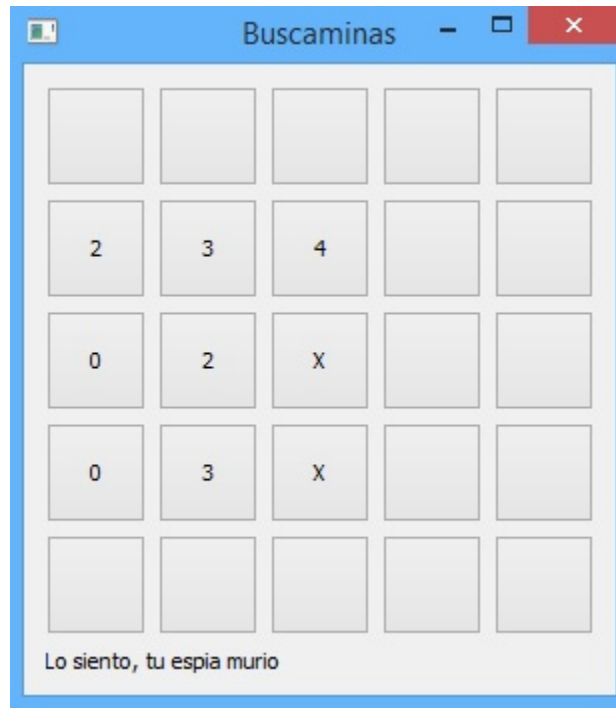 Buscaminas
2 3 4
0 2 X
0 3 X
Lo siento, tu espia murio